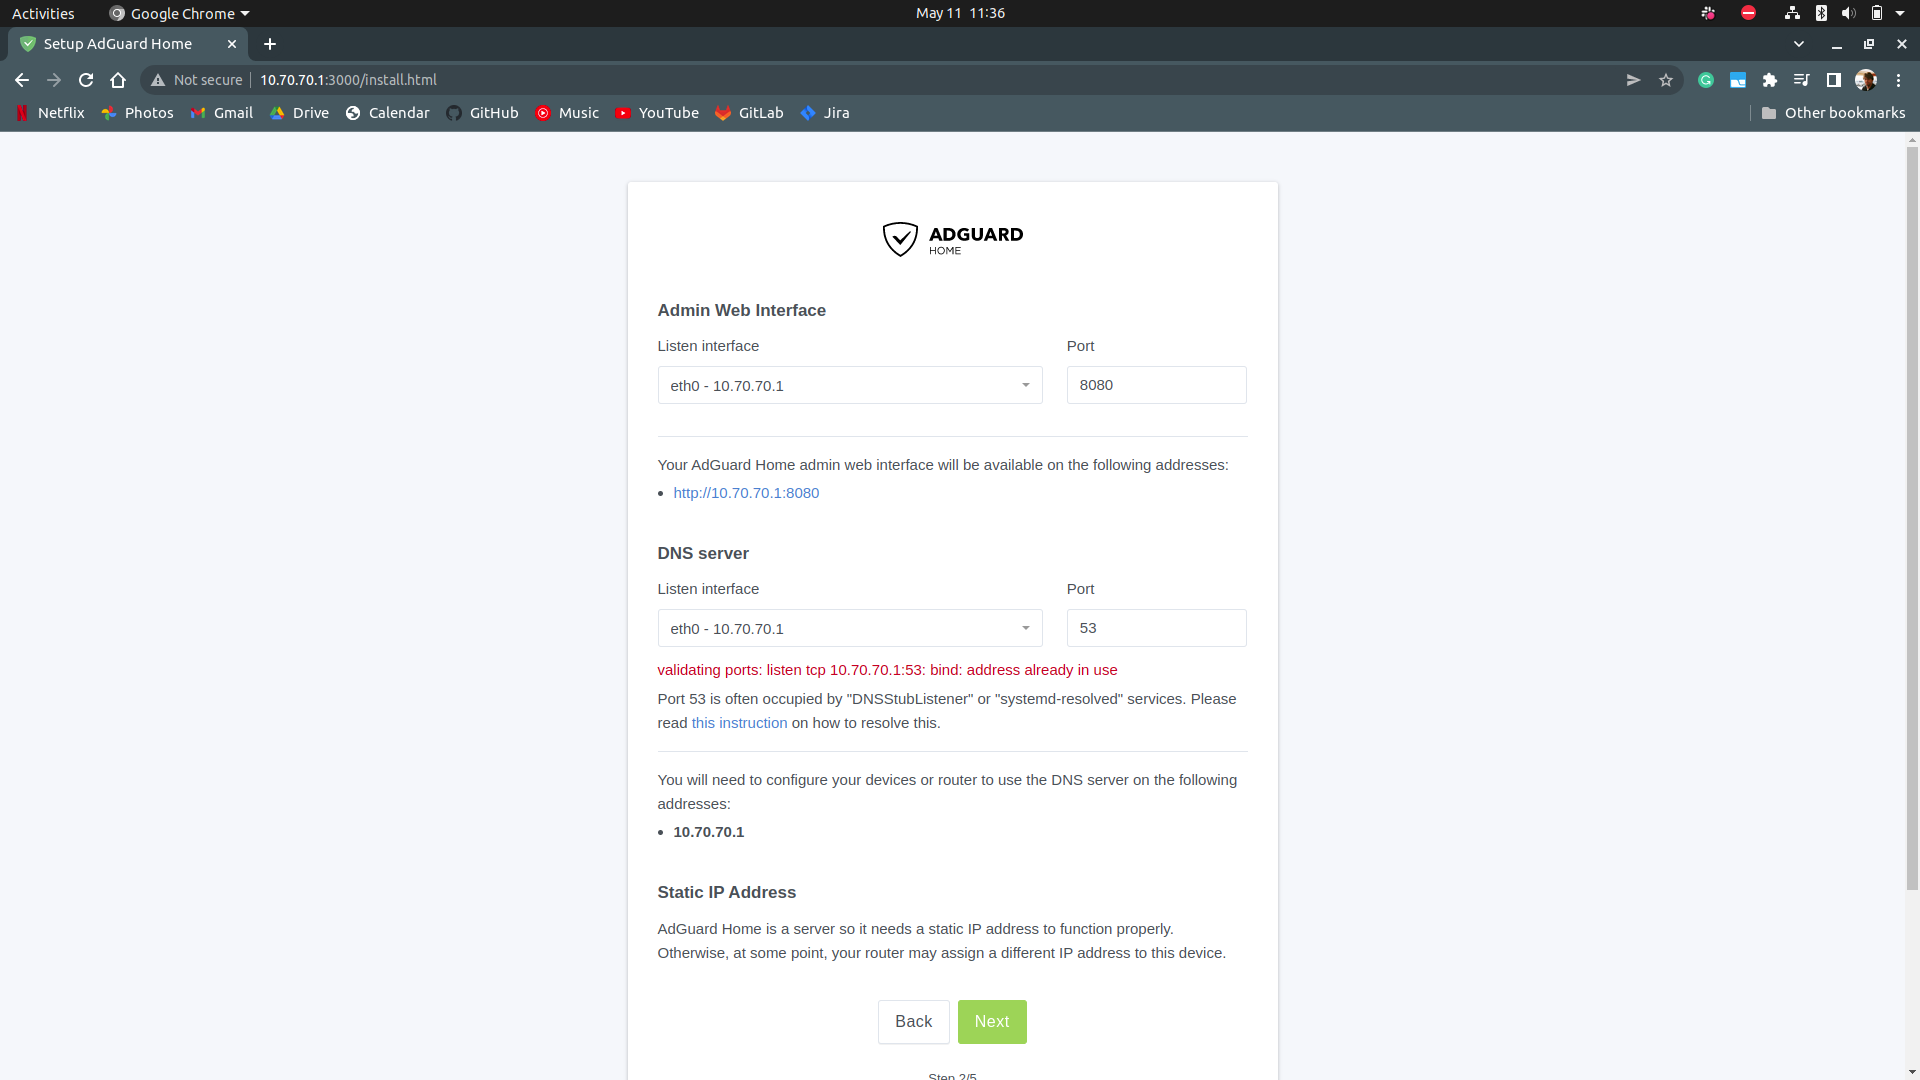 Activities
Google Chrome
May 11 11:36
Setup AdGuard Home
Not secure
10.70.70.1:3000/install.html
Netflix
Photos
Gmail
Drive
Calendar
GitHub
Music
YouTube
GitLab
Jira
Other bookmarks
ADGUARD
HOME
Admin Web Interface
Listen interface
Port
eth0 - 10.70.70.1
8080
Your AdGuard Home admin web interface will be available on the following addresses:
http://10.70.70.1:8080
DNS server
Listen interface
Port
eth0 - 10.70.70.1
53
validating ports: listen tcp 10.70.70.1:53: bind: address already in use
Port 53 is often occupied by "DNSStubListener" or "systemd-resolved" services. Please
read this instruction on how to resolve this.
You will need to configure your devices or router to use the DNS server on the following
addresses:
10.70.70.1
Static IP Address
AdGuard Home is a server so it needs a static IP address to function properly.
Otherwise, at some point, your router may assign a different IP address to this device.
Back
Next
Step 2/5